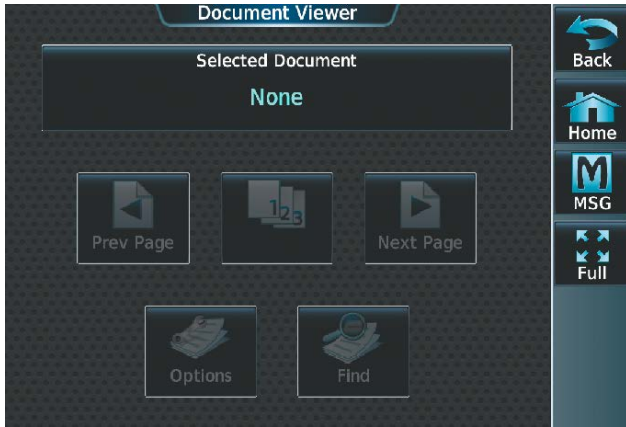 Document Viewer
Selected Document
None
Prev Page
123
Next Page
Options
Find
Back
Home
MSG
Full